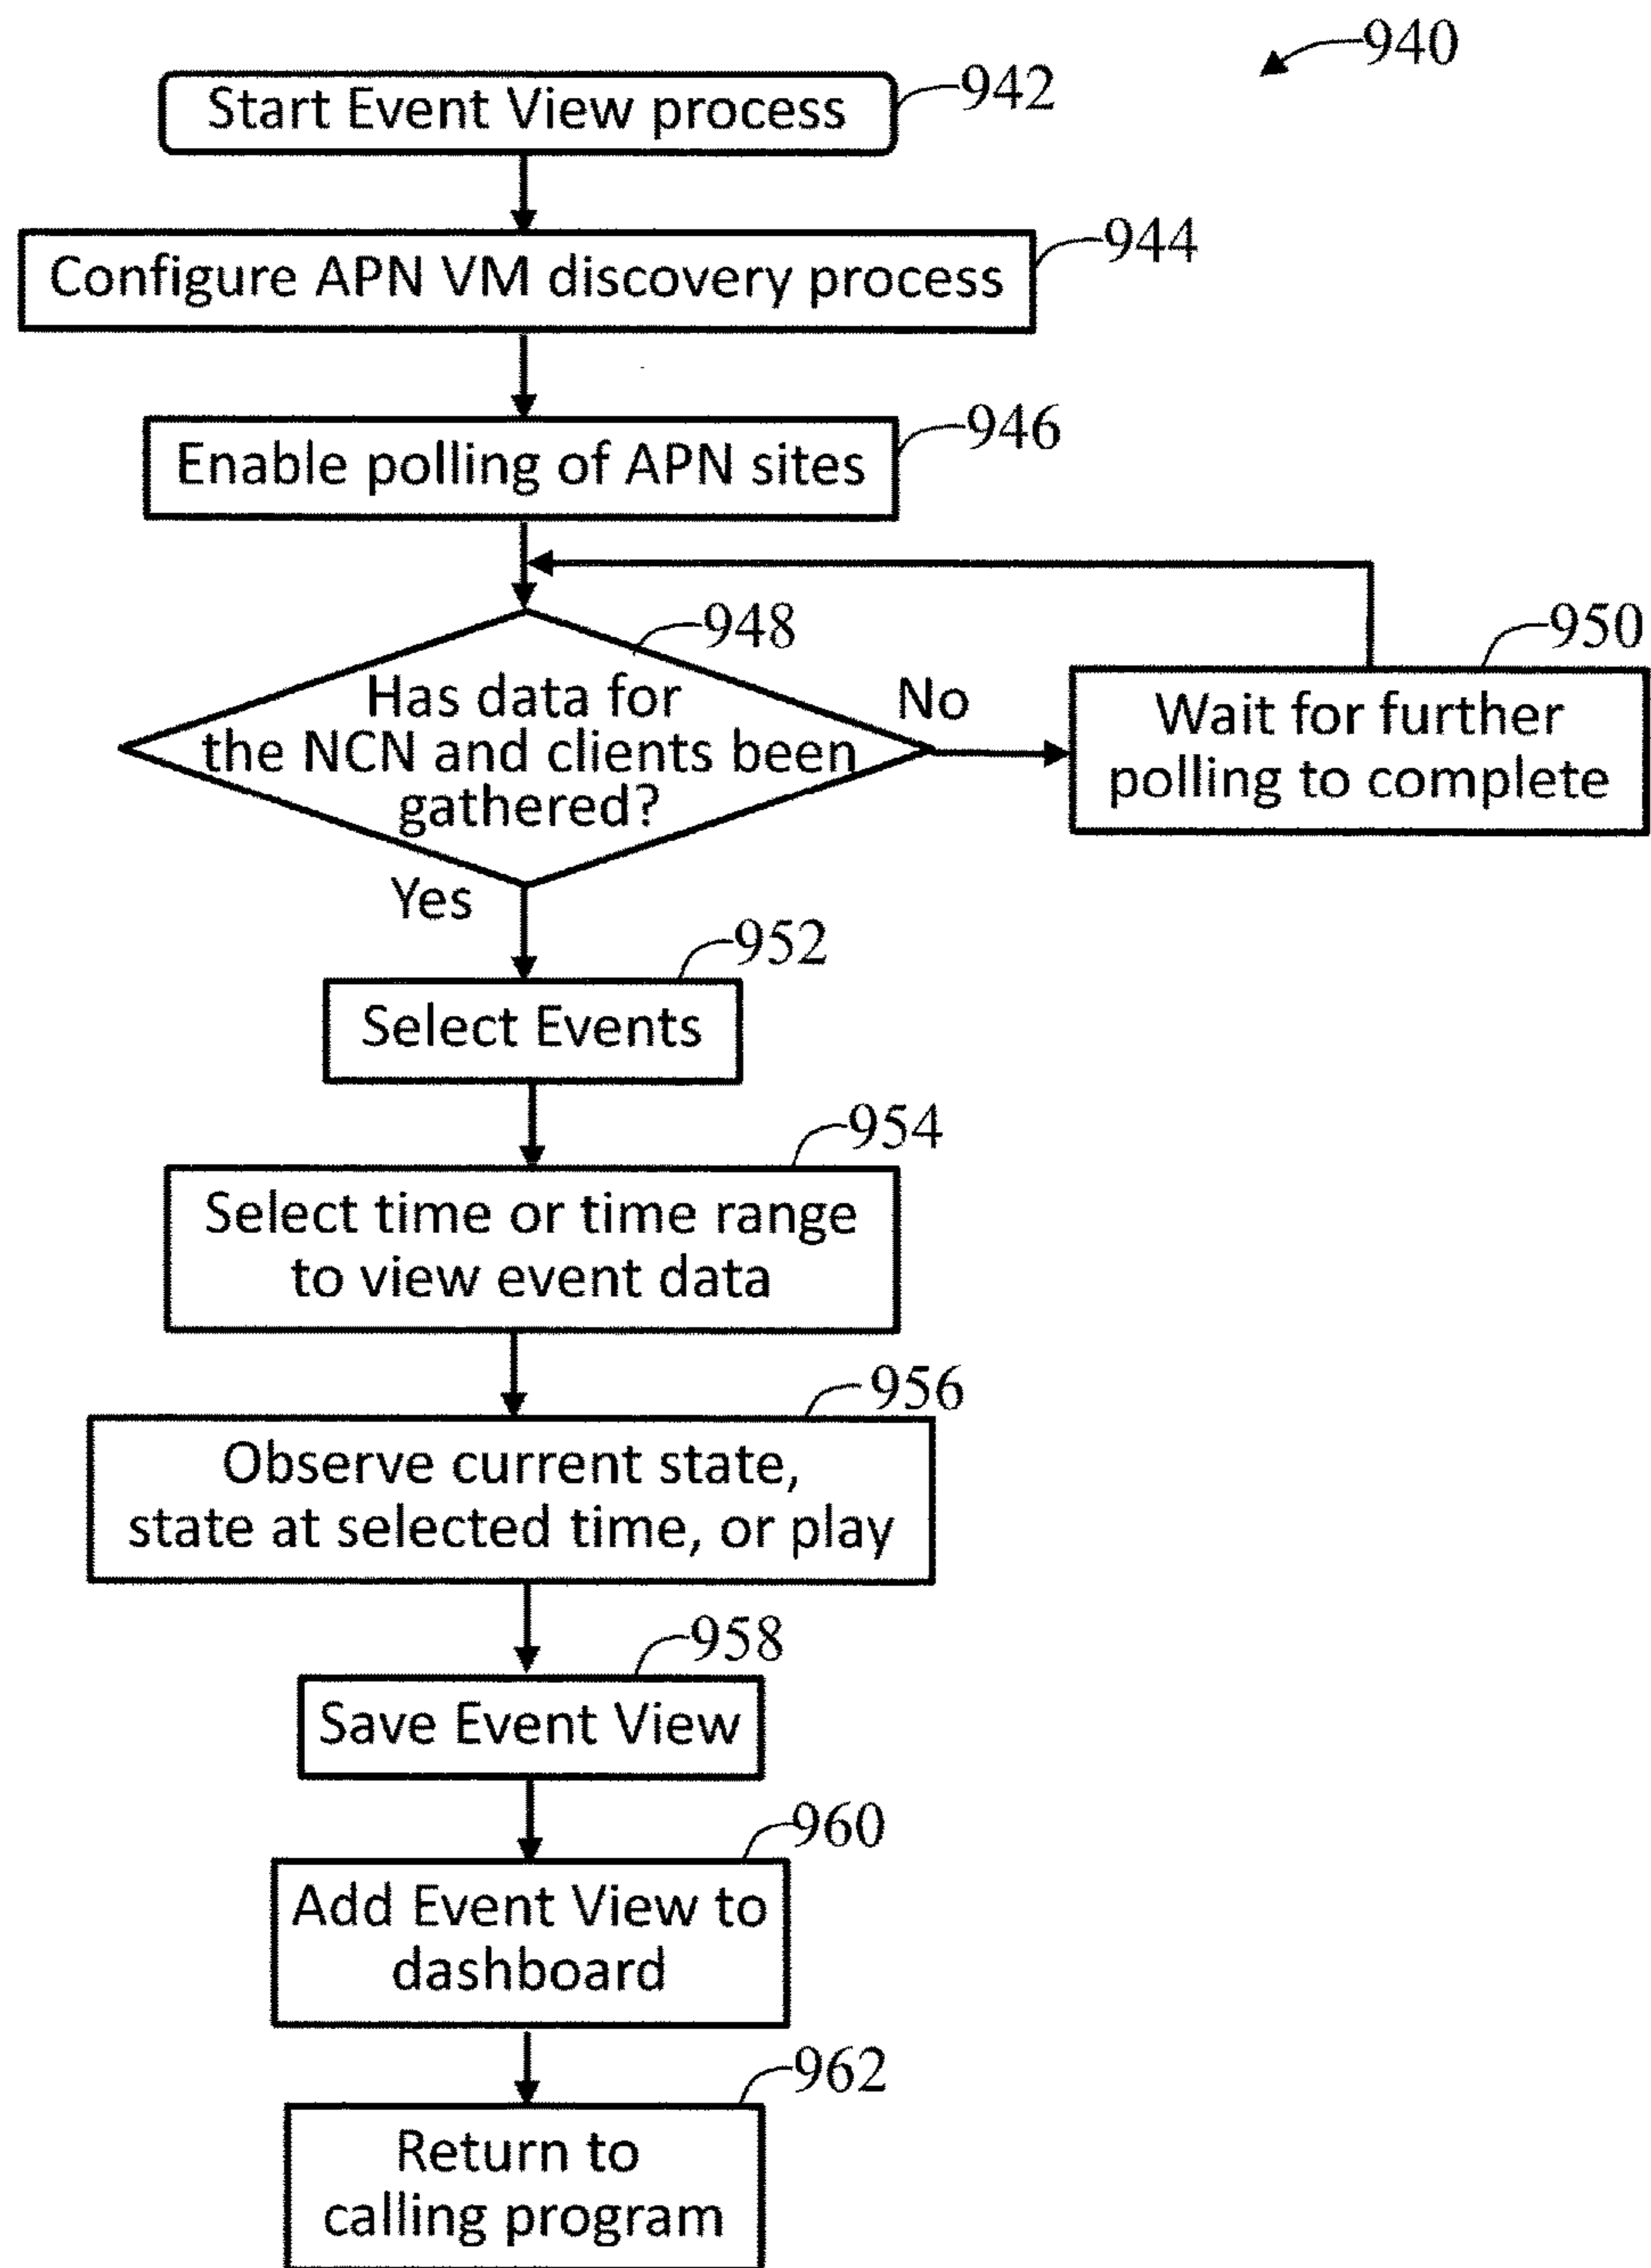 940
Start Event View process
942
Configure APN VM discovery process
944
Enable polling of APN sites
946
948
Has data for
the NCN and clients been
gathered?
No
950
Wait for further
polling to complete
Yes
952
Select Events
954
Select time or time range
to view event data
956
Observe current state,
state at selected time, or play
958
Save Event View
960
Add Event View to
dashboard
962
Return to
calling program